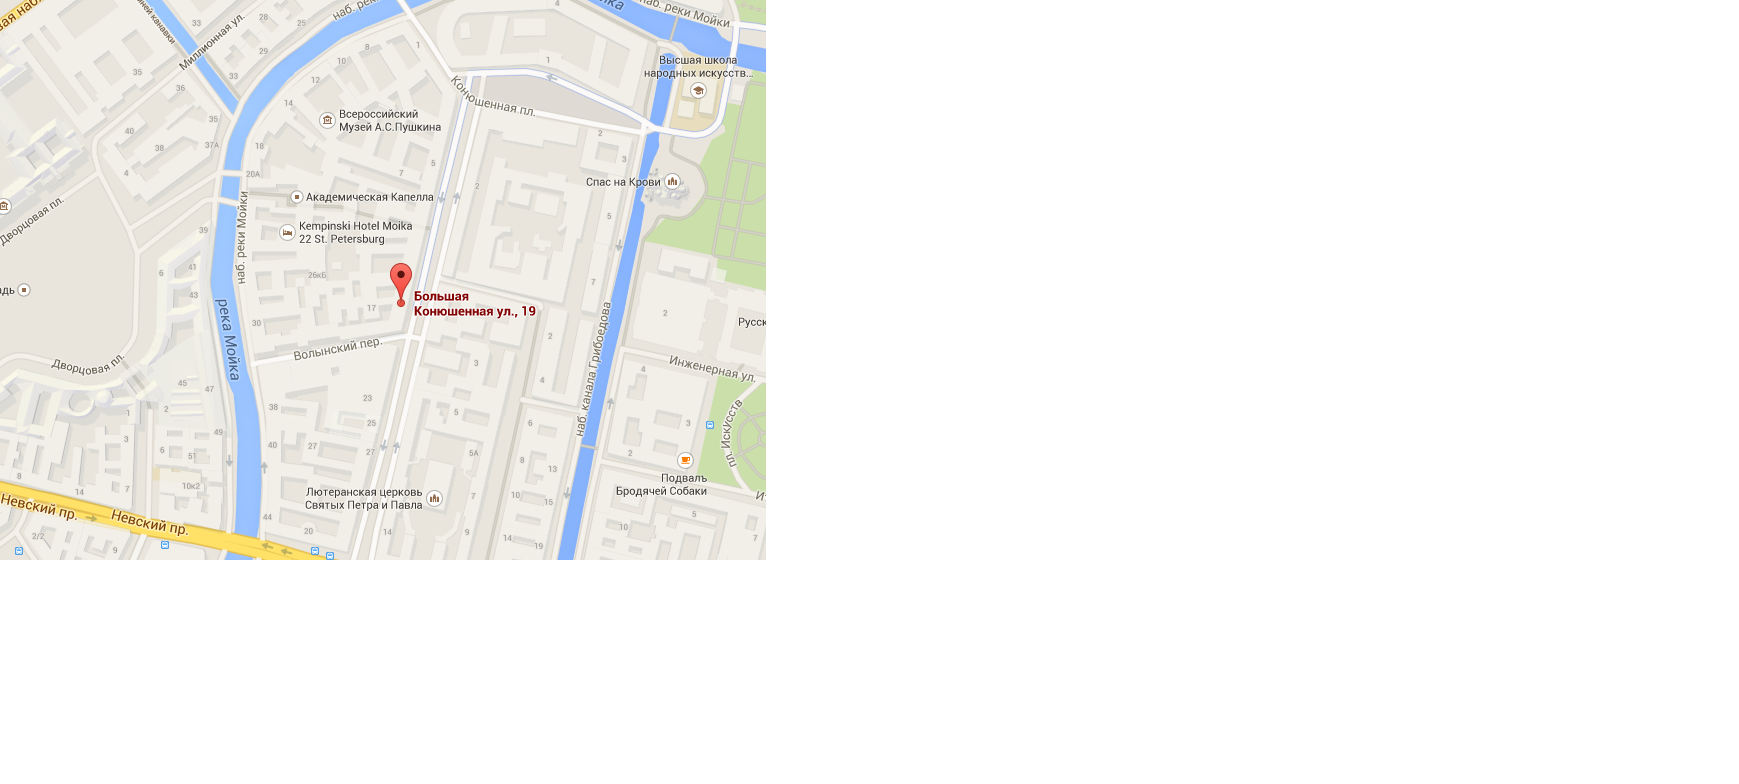 наб. реки Мойки
Миллионная ул.
Высшая школа
народных искусств...
Конюшенная пл.
Всероссийский
Музей А.С.Пушкина
Спас на Крови
Академическая Капелла
Kempinski Hotel Moika
22 St. Petersburg
Дворцовая пл.
наб. реки Мойки
Большая
Конюшенная ул., 19
река Мойка
Русск
Волынский пер.
Дворцовая пл.
наб. канала Грибоедова
Инженерная ул.
пл. Искусств
Подвалъ
Бродячей Собаки
Лютеранская церковь
Святых Петра и Павла
Невский пр.
Невский пр.